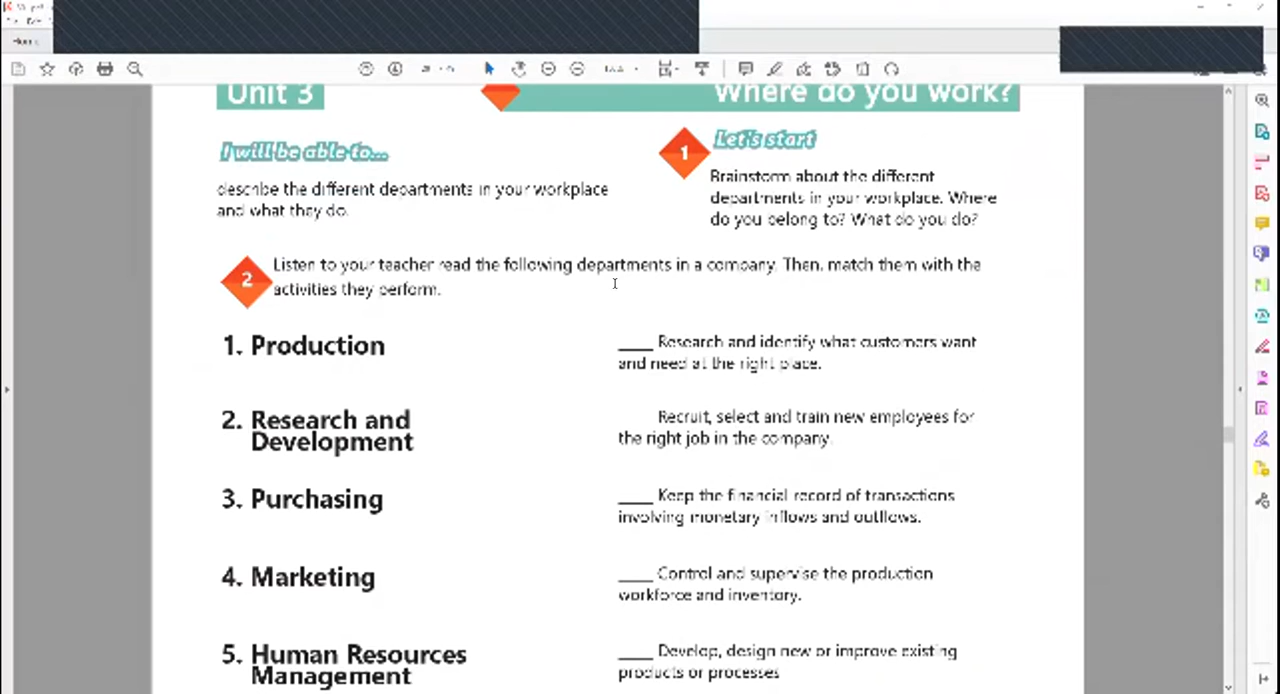 Home
Unit 3
Where do you work?
I will be able to...
describe the different departments in your workplace
and what they do.
1
Let's start
Brainstorm about the different
departments in your workplace. Where
do you belong to? What do you do?
2
Listen to your teacher read the following departments in a company. Then, match them with the
activities they perform.
1. Production
____ Research and identify what customers want
and need at the right place.
2. Research and
Development
Recruit, select and train new employees for
the right job in the company.
3. Purchasing
____ Keep the financial record of transactions
involving monetary inflows and outflows.
4. Marketing
____ Control and supervise the production
workforce and inventory.
5. Human Resources
Management
____ Develop, design new or improve existing
products or processes